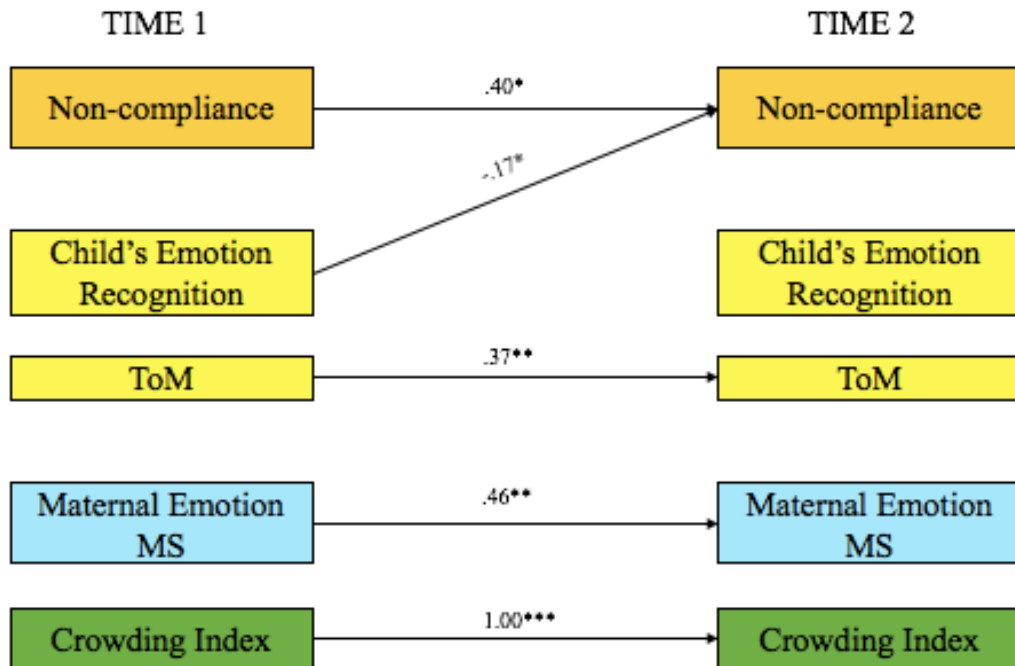 TIME 1
TIME 2
Non-compliance
.40*
Non-compliance
-.17*
Child's Emotion
Recognition
Child's Emotion
Recognition
ToM
.37**
ToM
Maternal Emotion
MS
.46**
Maternal Emotion
MS
Crowding Index
1.00***
Crowding Index